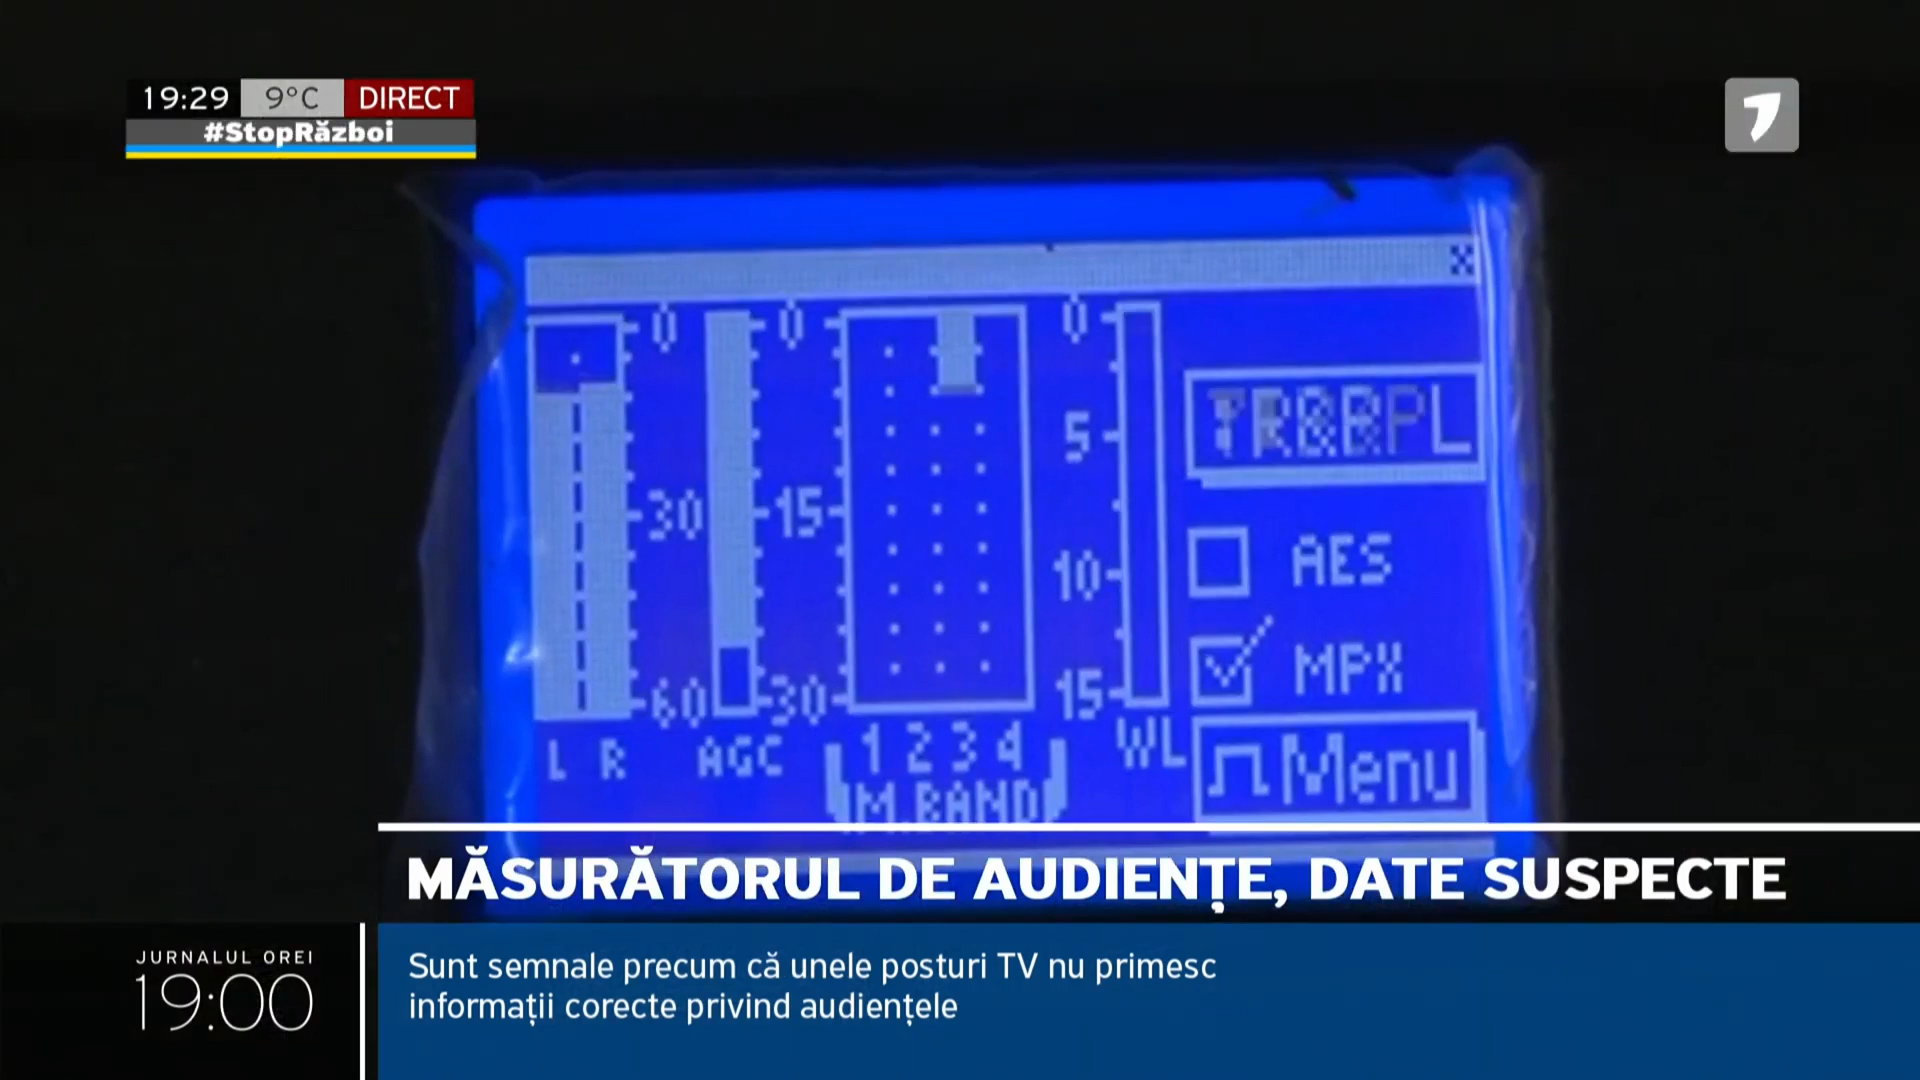 19:29 9°C DIRECT
#StopRăzboi
0 0 0
5
30 15
10
60 30 15
L R AGC 1 2 3 4 WL
M.BAND
AES
MPX
Menu
MĂSURĂTORUL DE AUDIENȚE, DATE SUSPECTE
JURNALUL OREI
19:00
Sunt semnale precum că unele posturi TV nu primesc
informații corecte privind audiențele